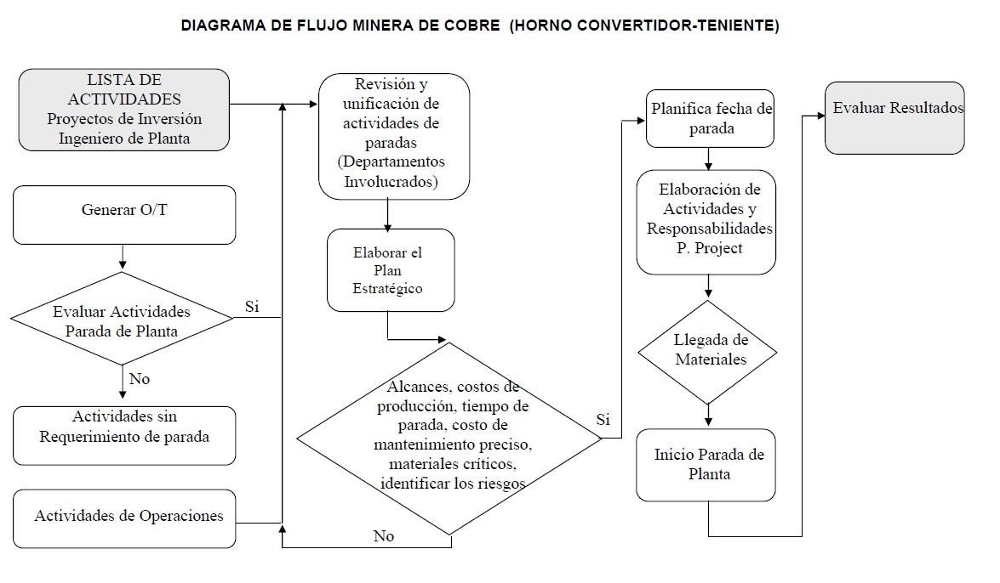 DIAGRAMA DE FLUJO MINERA DE COBRE (HORNO CONVERTIDOR-TENIENTE)
LISTA DE
ACTIVIDADES
Proyectos de Inversión
Ingeniero de Planta
Generar O/T
Evaluar Actividades
Parada de Planta
Si
No
Actividades sin
Requerimiento de parada
Actividades de Operaciones
Revisión y
unificación de
actividades de
paradas
(Departamentos
Involucrados)
Elaborar el
Plan
Estratégico
Alcances, costos de
producción, tiempo de
parada, costo de
mantenimiento preciso,
materiales críticos,
identificar los riesgos
Si
No
Planifica fecha de
parada
Elaboración de
Actividades y
Responsabilidades
P. Project
Llegada de
Materiales
Inicio Parada de
Planta
Evaluar Resultados